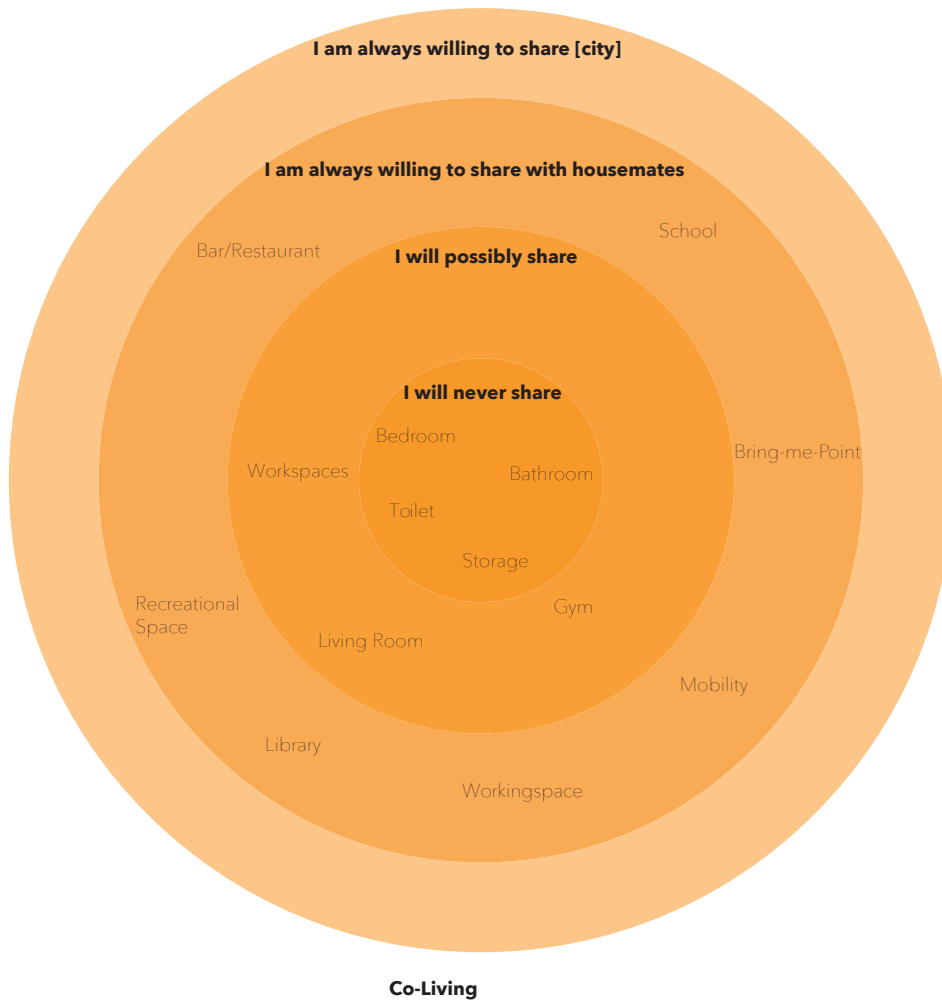 I am always willing to share [city]
I am always willing to share with housemates
School
Bar/Restaurant
I will possibly share
I will never share
Bedroom
Bring-me-Point
Workspaces
Bathroom
Toilet
Storage
Recreational
Space
Gym
Living Room
Mobility
Library
Workingspace
Co-Living